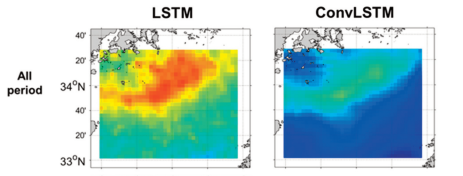 LSTM ConvLSTM
40'
All period
20'
34°N
40'
20'
33°N